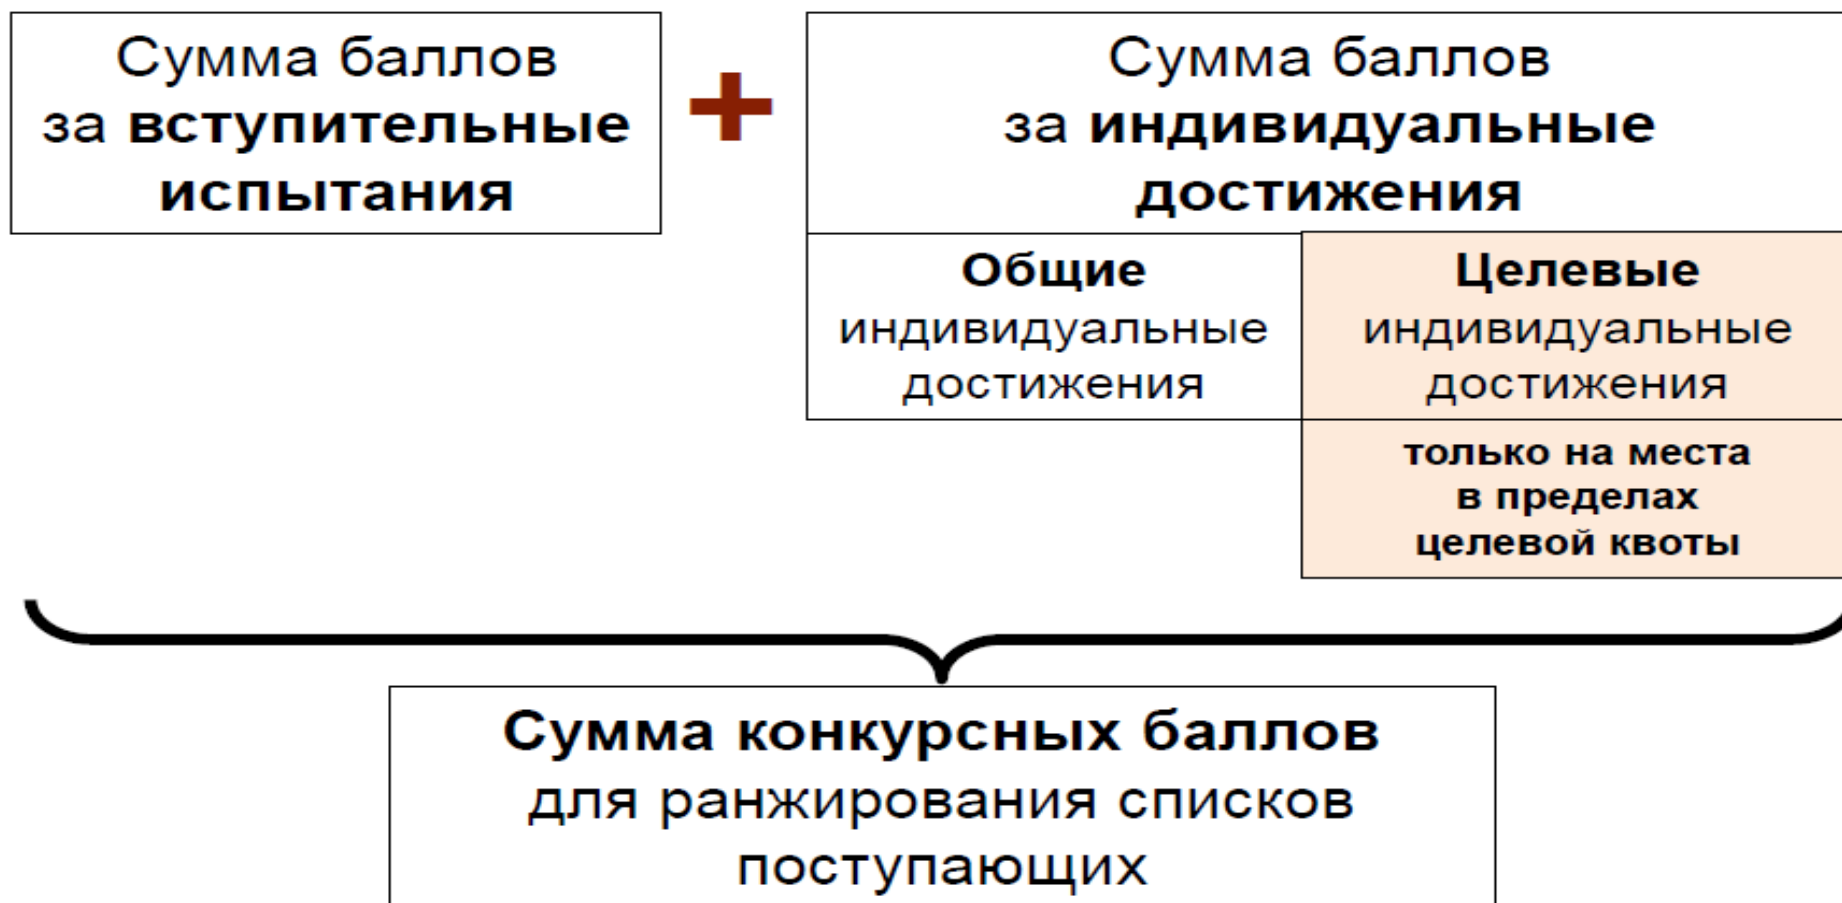 Сумма баллов
за вступительные
испытания
+
Сумма баллов
за индивидуальные
достижения
Общие
индивидуальные
достижения
Целевые
индивидуальные
достижения
только на места
в пределах
целевой квоты
Сумма конкурсных баллов
для ранжирования списков
поступающих